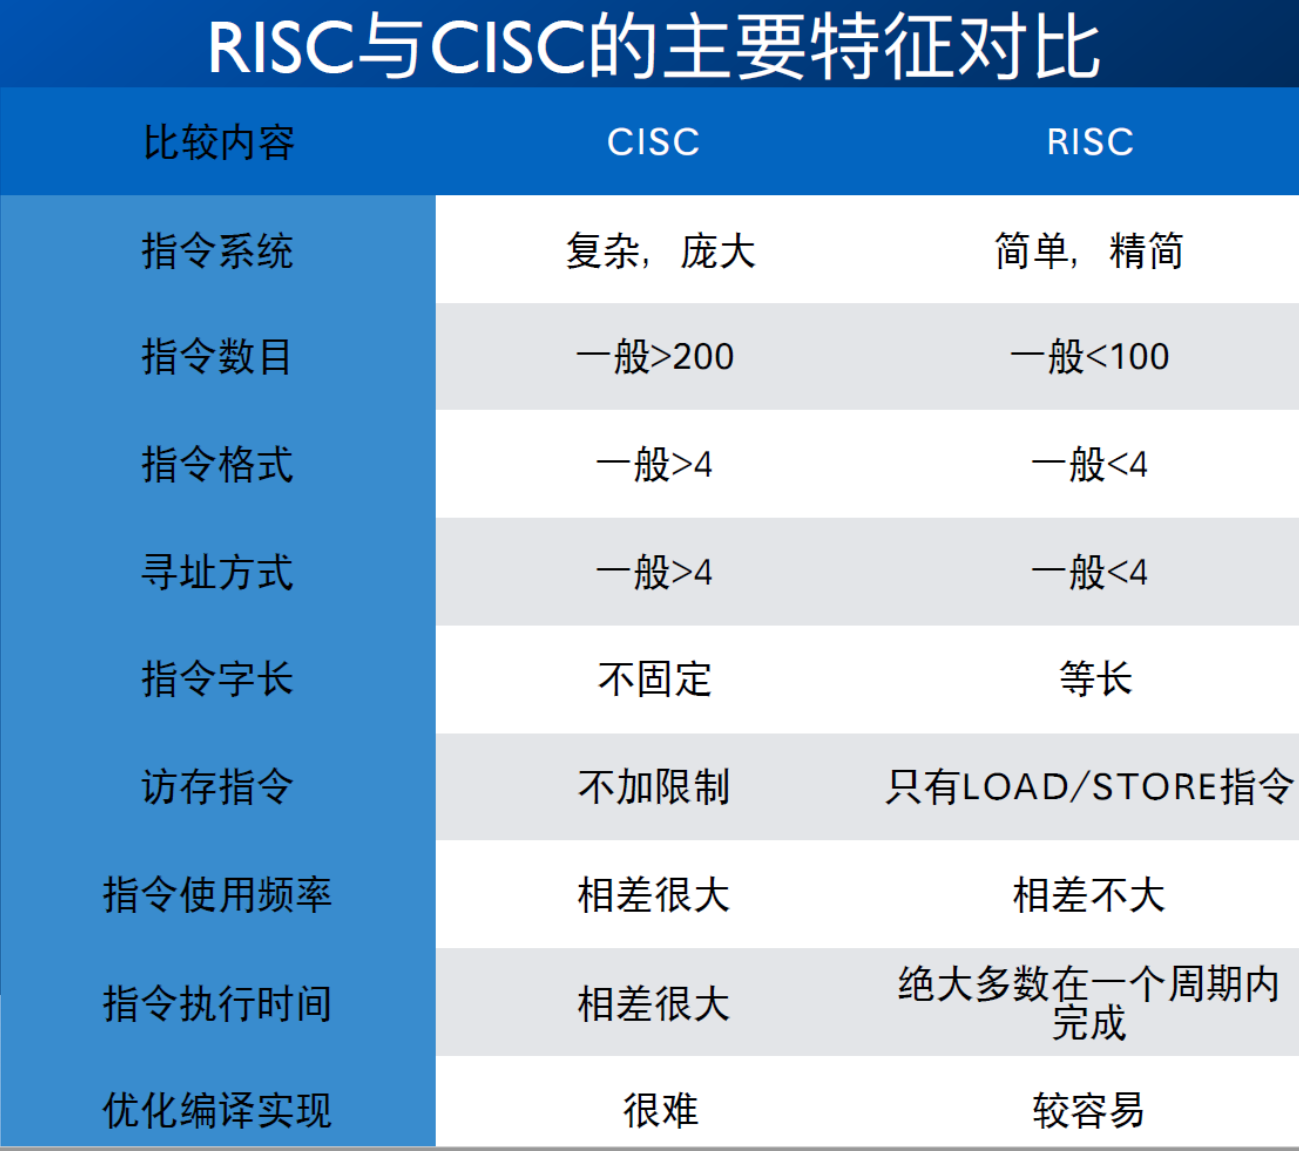 RISC与CISC的主要特征对比
比较内容 CISC RISC
指令系统 复杂，庞大 简单，精简
指令数目 一般>200 一般<100
指令格式 一般>4 一般<4
寻址方式 一般>4 一般<4
指令字长 不固定 等长
访存指令 不加限制 只有LOAD/STORE指令
指令使用频率 相差很大 相差不大
指令执行时间 相差很大 绝大多数在一个周期内
完成
优化编译实现 很难 较容易